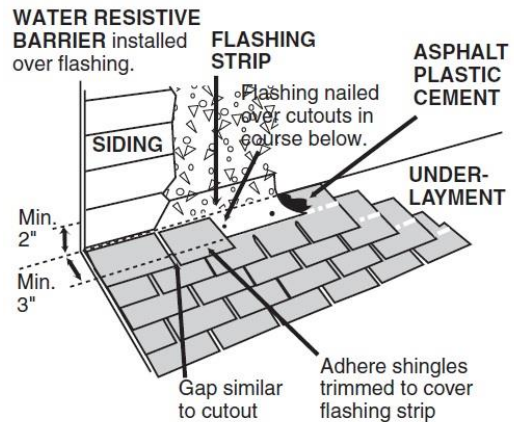 WATER RESISTIVE
BARRIER installed
over flashing.
FLASHING
STRIP
ASPHALT
PLASTIC
CEMENT
Flashing nailed
over cutouts in
course below.
SIDING
UNDER-
LAYMENT
Min.
2"
Min.
3"
Gap similar
to cutout
Adhere shingles
trimmed to cover
flashing strip